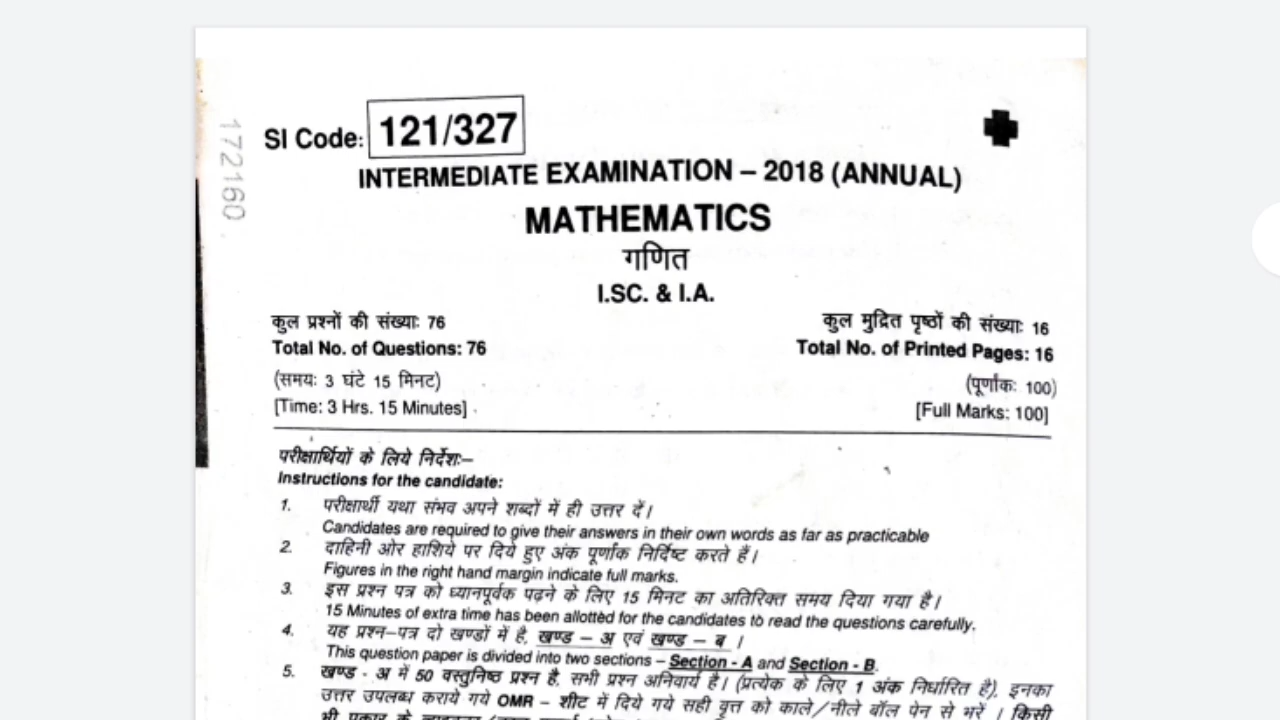 172160.
SI Code: 121/327
INTERMEDIATE EXAMINATION – 2018 (ANNUAL)
MATHEMATICS
गणित
I.SC. & I.A.
कुल प्रश्नों की संख्याः 76 कुल मुद्रित पृष्ठों की संख्याः 16
Total No. of Questions: 76 Total No. of Printed Pages: 16
(समयः 3 घंटे 15 मिनट) (पूर्णांकः 100)
[Time: 3 Hrs. 15 Minutes] [Full Marks: 100]
परीक्षार्थियों के लिये निर्देशः–
Instructions for the candidate:
1. परीक्षार्थी यथा संभव अपने शब्दों में ही उत्तर दें।
Candidates are required to give their answers in their own words as far as practicable
2. दाहिनी ओर हाशिये पर दिये हुए अंक पूर्णांक निर्दिष्ट करते हैं।
Figures in the right hand margin indicate full marks.
3. इस प्रश्न पत्र को ध्यानपूर्वक पढ़ने के लिए 15 मिनट का अतिरिक्त समय दिया गया है।
15 Minutes of extra time has been allotted for the candidates to read the questions carefully.
4. यह प्रश्न–पत्र दो खण्डों में है, खण्ड – अ एवं खण्ड – ब ।
This question paper is divided into two sections – Section - A and Section - B.
5. खण्ड - अ में 50 वस्तुनिष्ठ प्रश्न है, सभी प्रश्न अनिवार्य है। (प्रत्येक के लिए 1 अंक निर्धारित है), इनका
उत्तर उपलब्ध कराये गये OMR – शीट में दिये गये सही वृत्त को काले/नीले बॉल पेन से भरें । किसी
भी प्रकार के